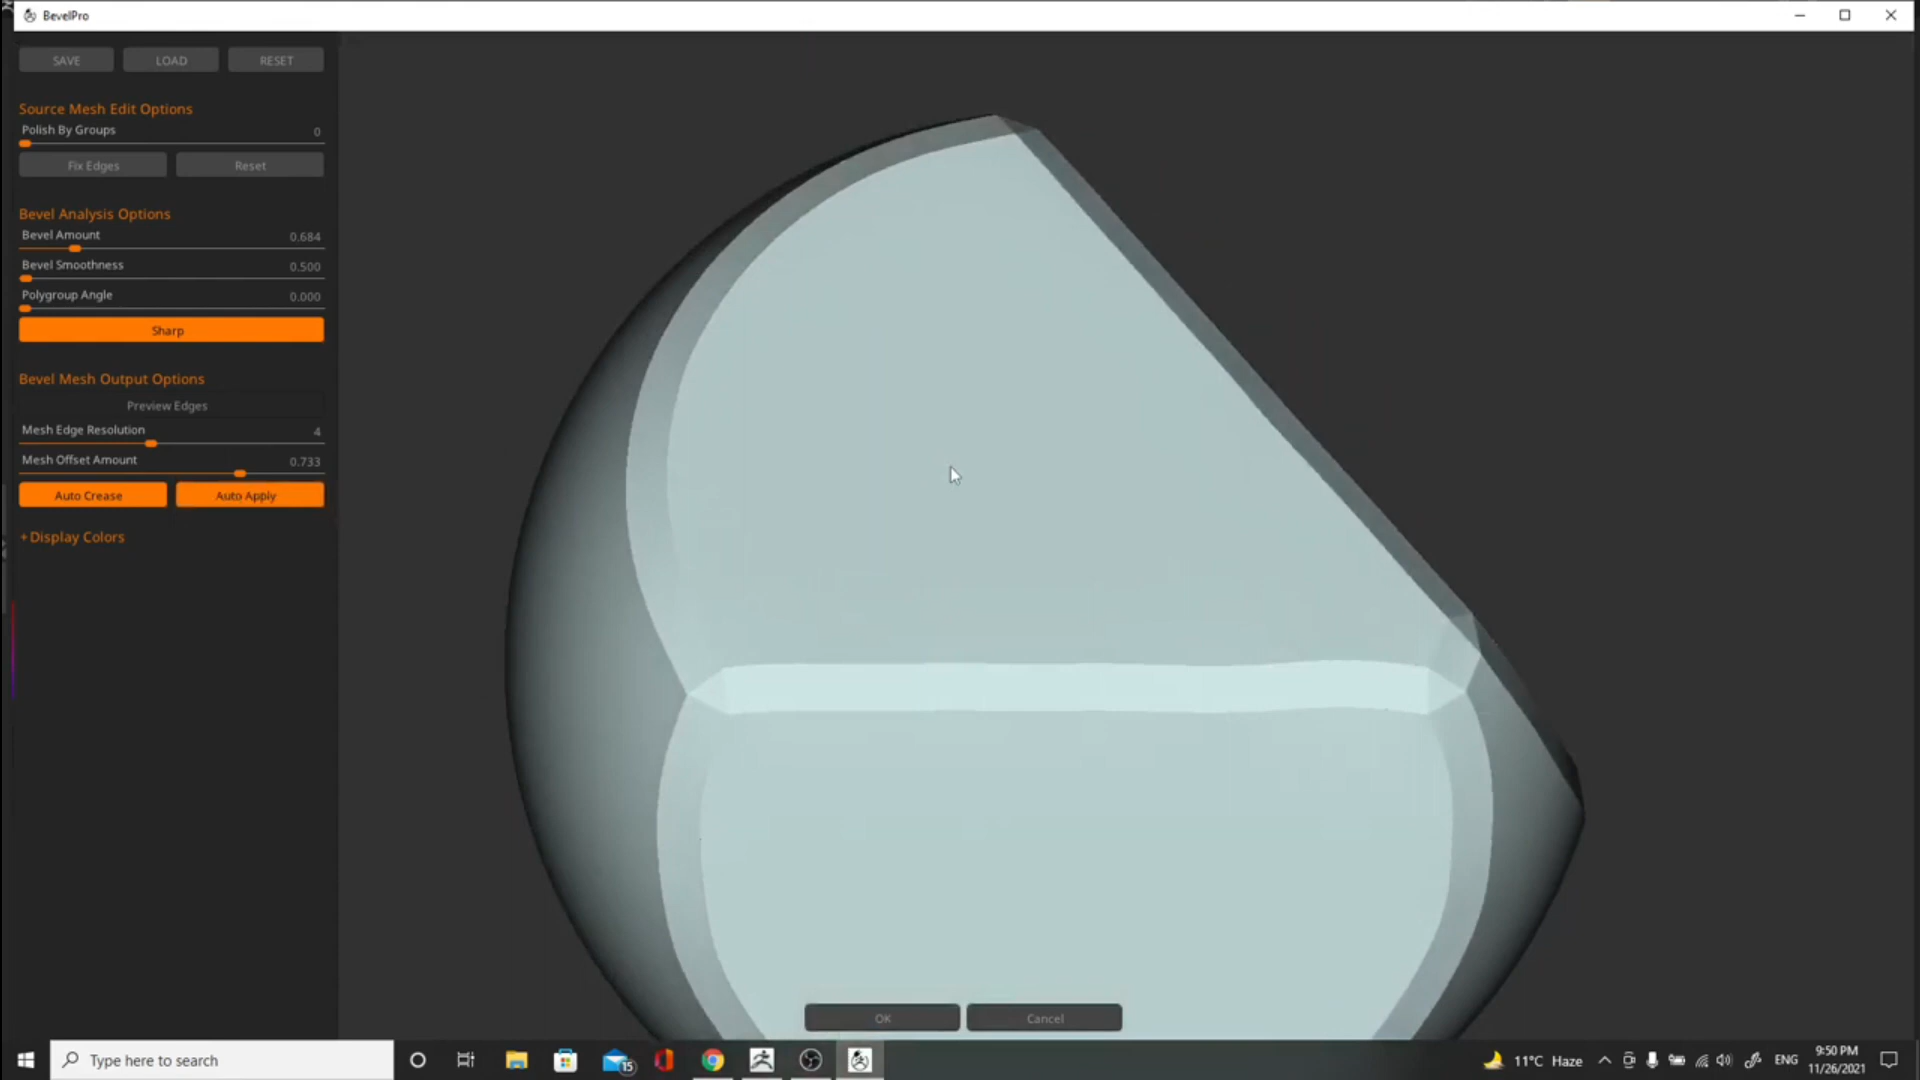 BevelPro
SAVE LOAD RESET
Source Mesh Edit Options
Polish By Groups 0
Fix Edges Reset
Bevel Analysis Options
Bevel Amount 0.684
Bevel Smoothness 0.500
Polygroup Angle 0.000
Sharp
Bevel Mesh Output Options
Preview Edges
Mesh Edge Resolution 4
Mesh Offset Amount 0.733
Auto Crease Auto Apply
+Display Colors
OK Cancel
Type here to search 15 11°C Haze ENG 9:50 PM
11/26/2021